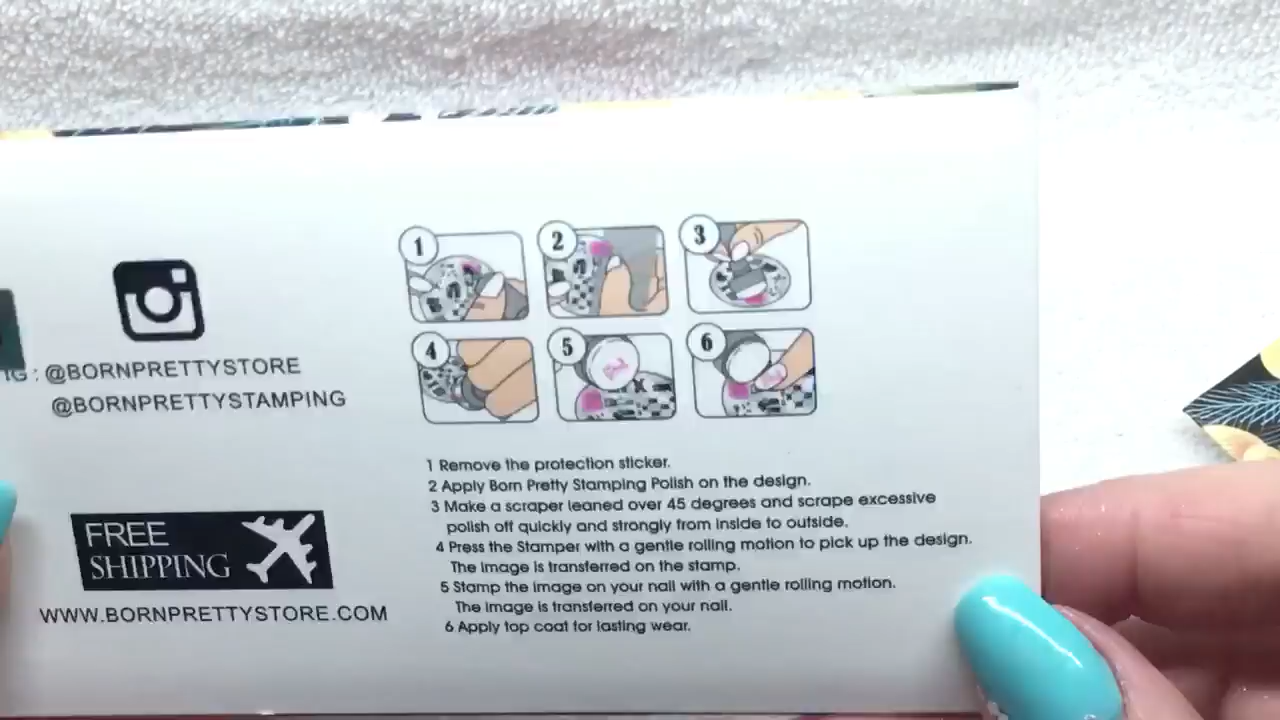 1
2
3
4
5
6
IG : @BORNPRETTYSTORE
@BORNPRETTYSTAMPING
FREE
SHIPPING
WWW.BORNPRETTYSTORE.COM
1 Remove the protection sticker.
2 Apply Born Pretty Stamping Polish on the design.
3 Make a scraper leaned over 45 degrees and scrape excessive
polish off quickly and strongly from inside to outside.
4 Press the Stamper with a gentle rolling motion to pick up the design.
The image is transferred on the stamp.
5 Stamp the image on your nail with a gentle rolling motion.
The image is transferred on your nail.
6 Apply top coat for lasting wear.